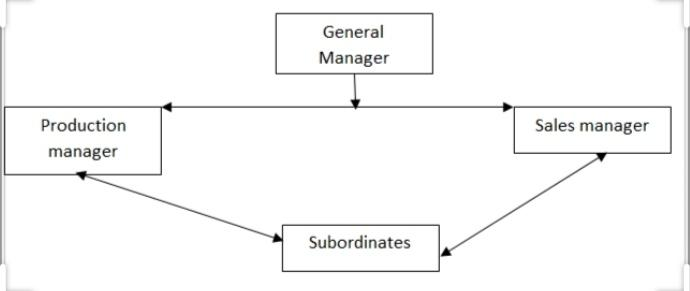 General
Manager
Production
manager
Sales manager
Subordinates